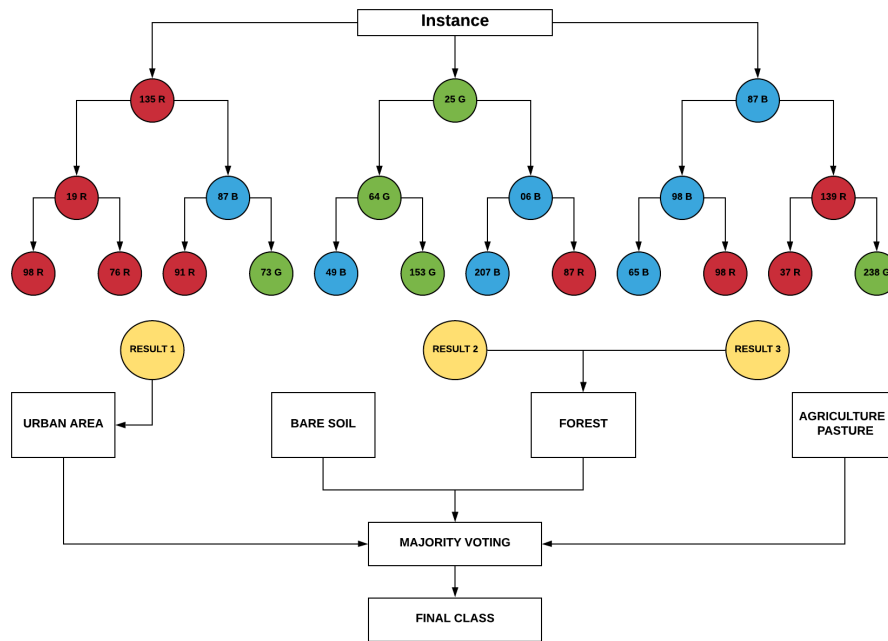 Instance
135 R
25 G
87 B
19 R
87 B
64 G
06 B
98 B
139 R
98 R
76 R
91 R
73 G
49 B
153 G
207 B
87 R
65 B
98 R
37 R
238 G
RESULT 1
RESULT 2
RESULT 3
URBAN AREA
BARE SOIL
FOREST
AGRICULTURE
PASTURE
MAJORITY VOTING
FINAL CLASS